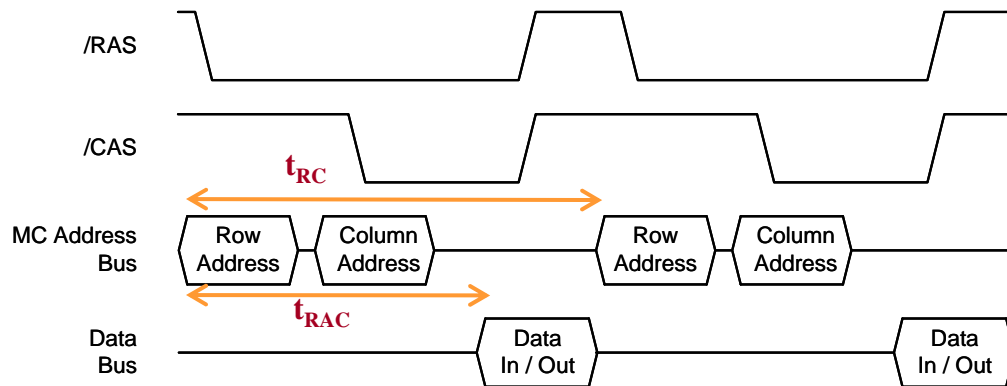 /RAS
/CAS
tRC
MC Address
Bus
Row
Address
Column
Address
Row
Address
Column
Address
tRAC
Data
Bus
Data
In / Out
Data
In / Out